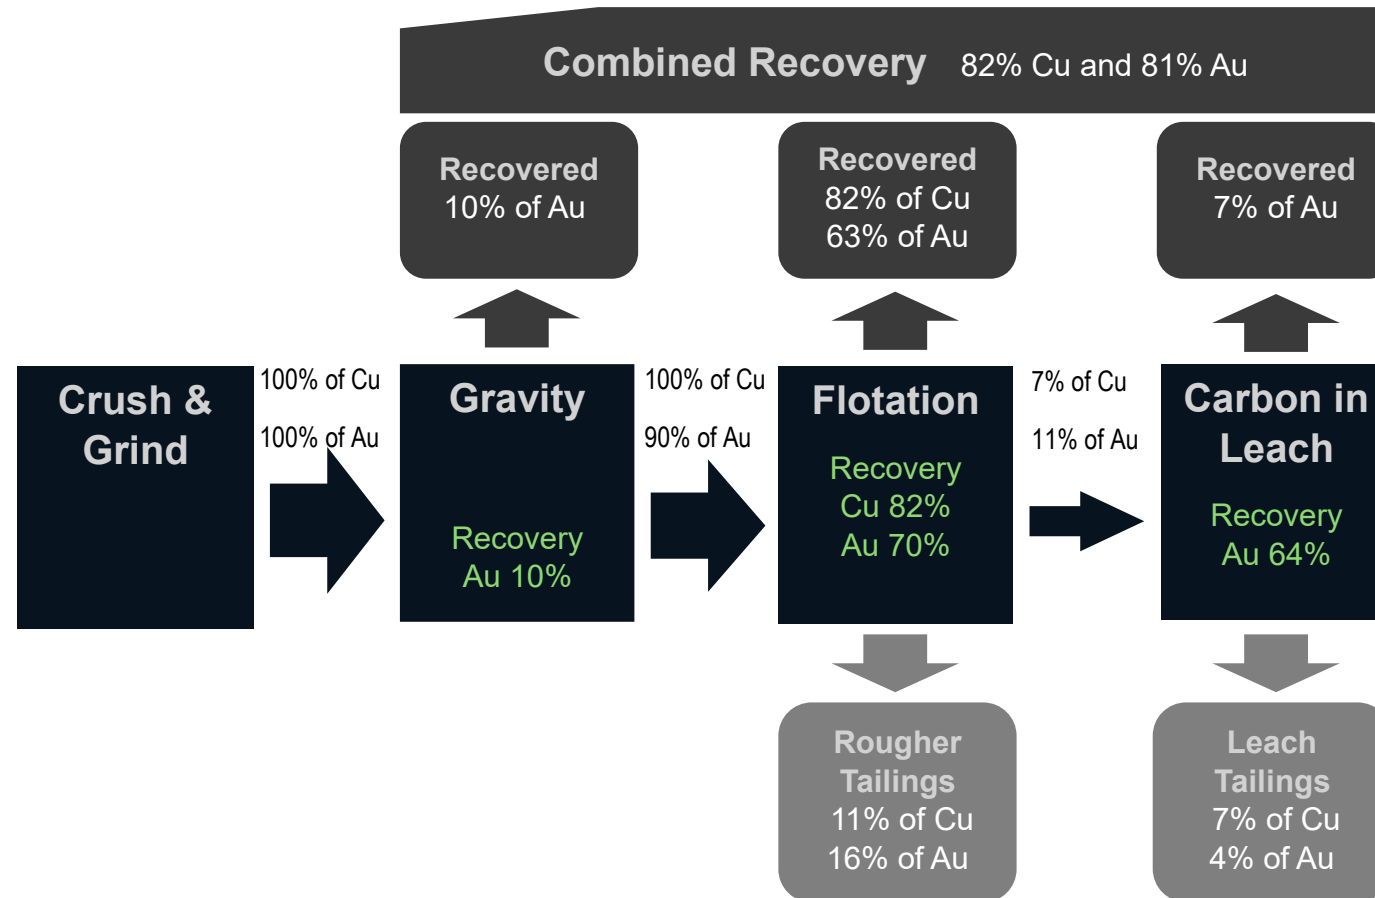 Combined Recovery 82% Cu and 81% Au
Recovered
10% of Au
Recovered
82% of Cu
63% of Au
Recovered
7% of Au
Crush &
Grind
100% of Cu
100% of Au
Gravity
Recovery
Au 10%
100% of Cu
90% of Au
Flotation
Recovery
Cu 82%
Au 70%
7% of Cu
11% of Au
Carbon in
Leach
Recovery
Au 64%
Rougher
Tailings
11% of Cu
16% of Au
Leach
Tailings
7% of Cu
4% of Au